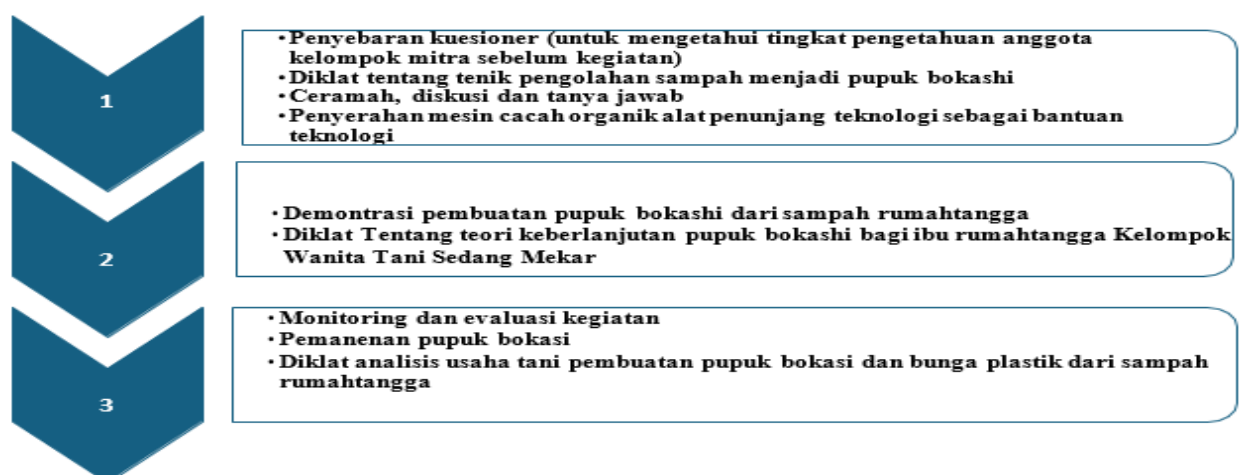 1
•Penyebaran kuesioner (untuk mengetahui tingkat pengetahuan anggota
kelompok mitra sebelum kegiatan)
•Diklat tentang tenik pengolahan sampah menjadi pupuk bokashi
•Ceramah, diskusi dan tanya jawab
•Penyerahan mesin cacah organik alat penunjang teknologi sebagai bantuan
teknologi
2
•Demontrasi pembuatan pupuk bokashi dari sampah rumahtangga
•Diklat Tentang teori keberlanjutan pupuk bokashi bagi ibu rumahtangga Kelompok
Wanita Tani Sedang Mekar
3
•Monitoring dan evaluasi kegiatan
•Pemanenan pupuk bokasi
•Diklat analisis usaha tani pembuatan pupuk bokasi dan bunga plastik dari sampah
rumahtangga